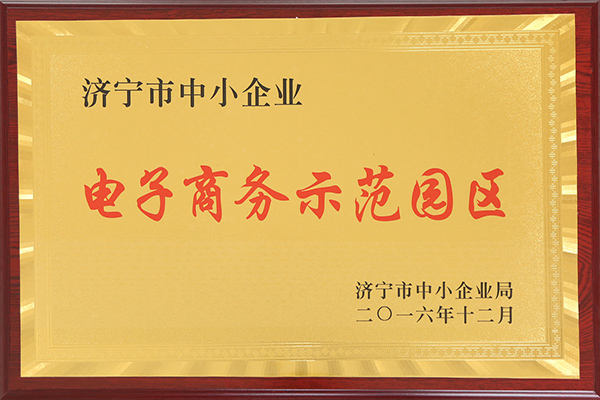 济宁市中小企业
电子商务示范园区
济宁市中小企业局
二〇一六年十二月